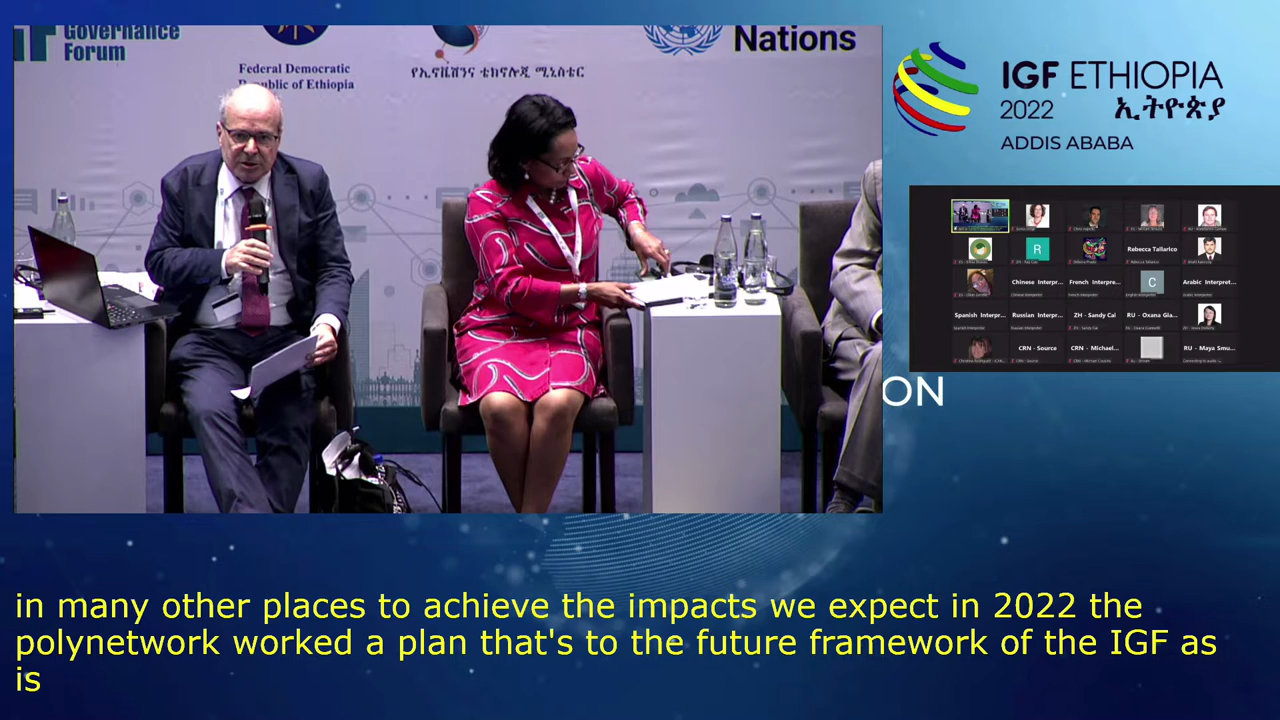 Governance
Forum
Federal Democratic
Republic of Ethiopia
የኢኖቬሽንና ቴክኖሎጂ ሚኒስቴር
Nations
IGF ETHIOPIA
2022 ኢትዮጵያ
ADDIS ABABA
R
Rebecca Tallarico
Chinese Interpr...
French Interpre...
C
Arabic Interpret...
Spanish Interpr...
Russian Interpr...
ZH - Sandy Cai
RU - Oxana Gla...
CRN - Source
CRN - Michael...
RU - Maya Smu...
ON
in many other places to achieve the impacts we expect in 2022 the
polynetwork worked a plan that's to the future framework of the IGF as
is